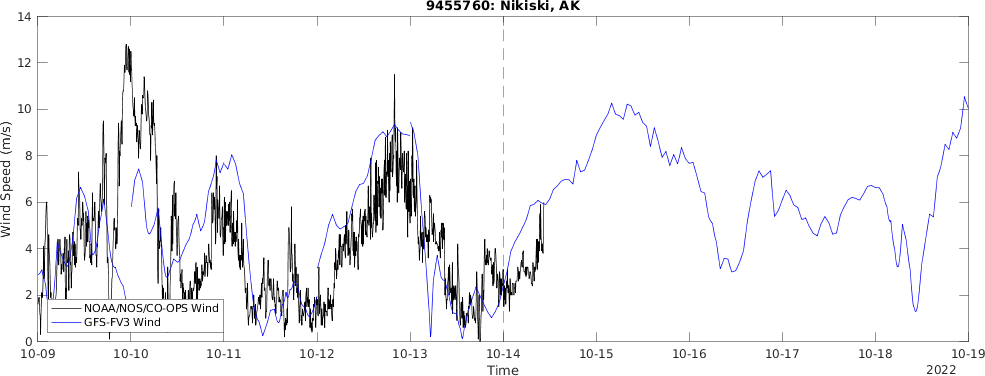 9455760: Nikiski, AK
Wind Speed (m/s)
14
12
10
8
6
4
2
0
NOAA/NOS/CO-OPS Wind
GFS-FV3 Wind
10-09 10-10 10-11 10-12 10-13 10-14 10-15 10-16 10-17 10-18 10-19
Time
2022